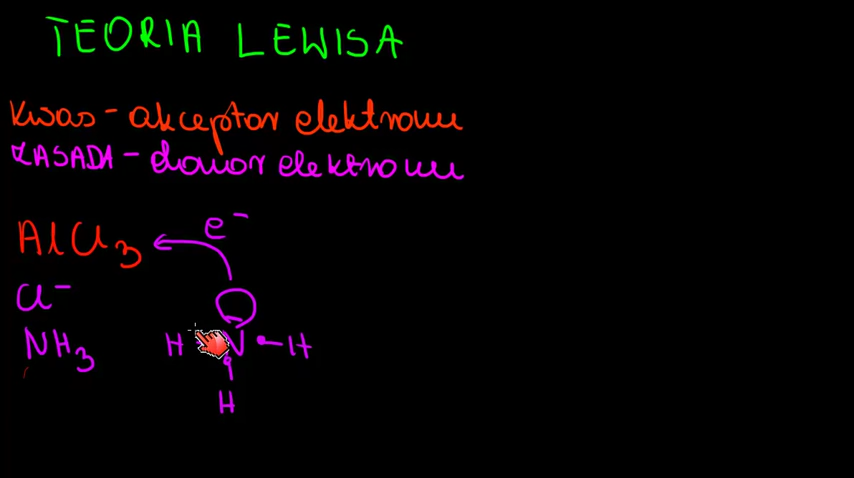 TEORIA LEWISA
KWAS - akceptor elektronu
ZASADA - donor elektronu
AlCl3
e-
Cl-
NH3
H N H
H